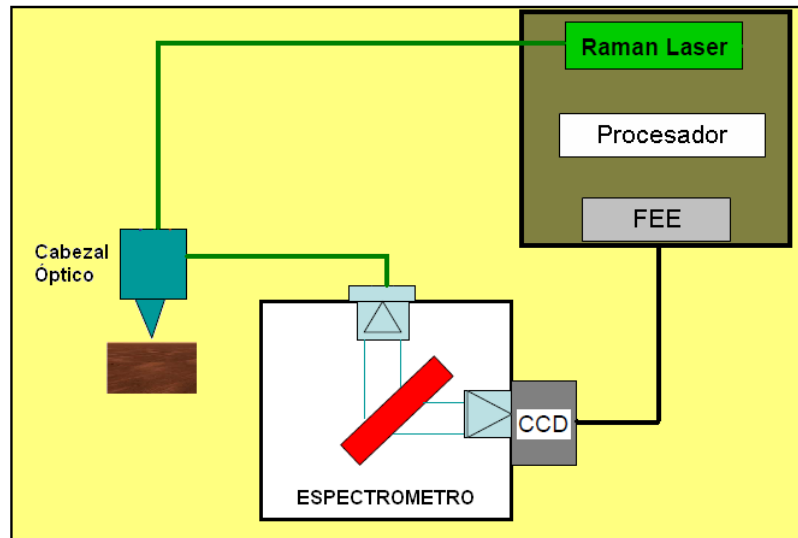 Raman Laser
Procesador
FEE
Cabezal
Óptico
CCD
ESPECTROMETRO